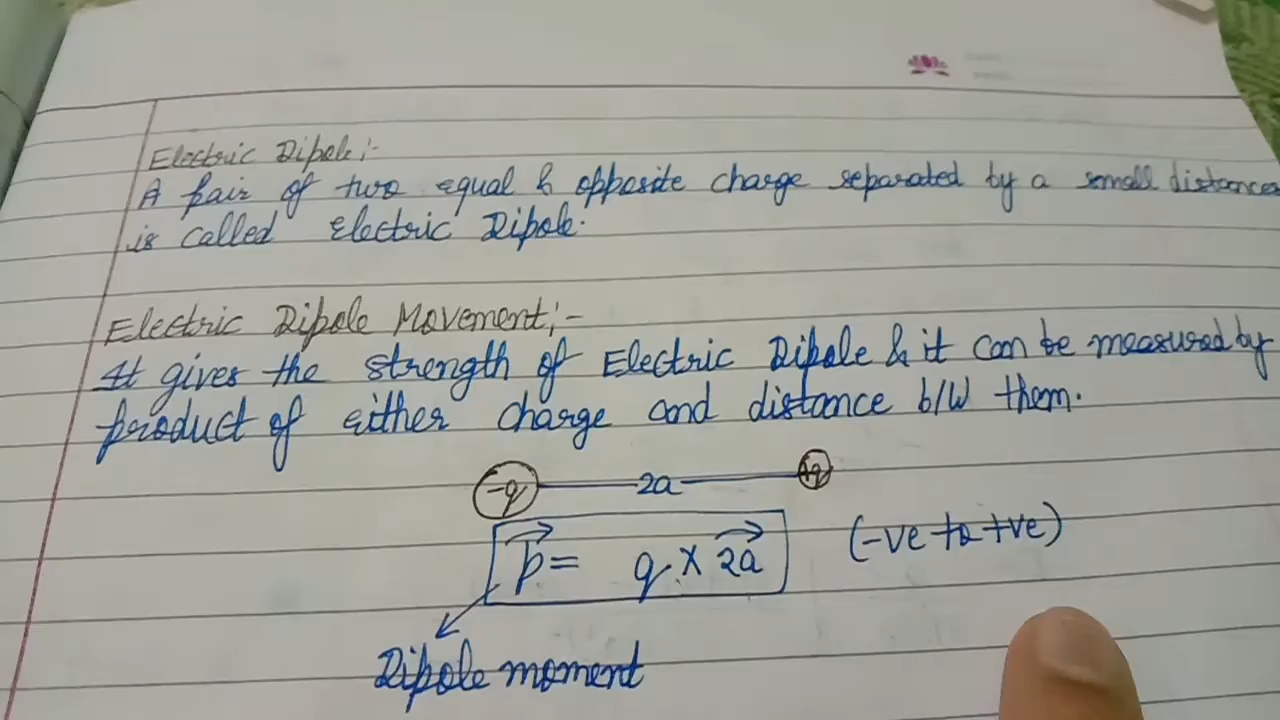 Electric Dipole:-
A pair of two equal & opposite charge separated by a small distance
is called Electric Dipole.
Electric Dipole Movement:-
It gives the strength of Electric Dipole & it can be measured by
product of either charge and distance b/w them.
-q 2a +q
p⃗ = q × 2a⃗ (-ve to +ve)
Dipole moment